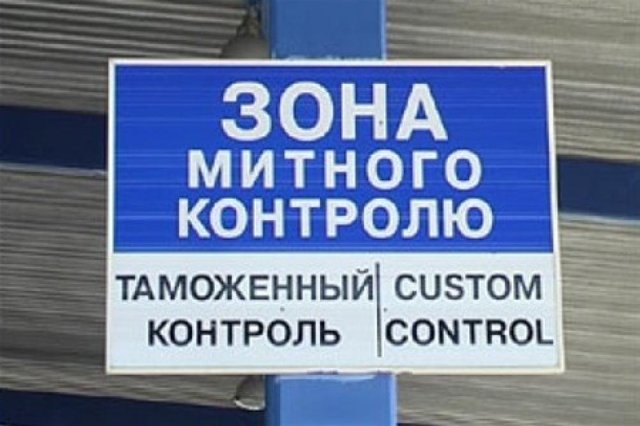 ЗОНА
МИТНОГО
КОНТРОЛЮ
ТАМОЖЕННЫЙ
КОНТРОЛЬ
CUSTOM
CONTROL